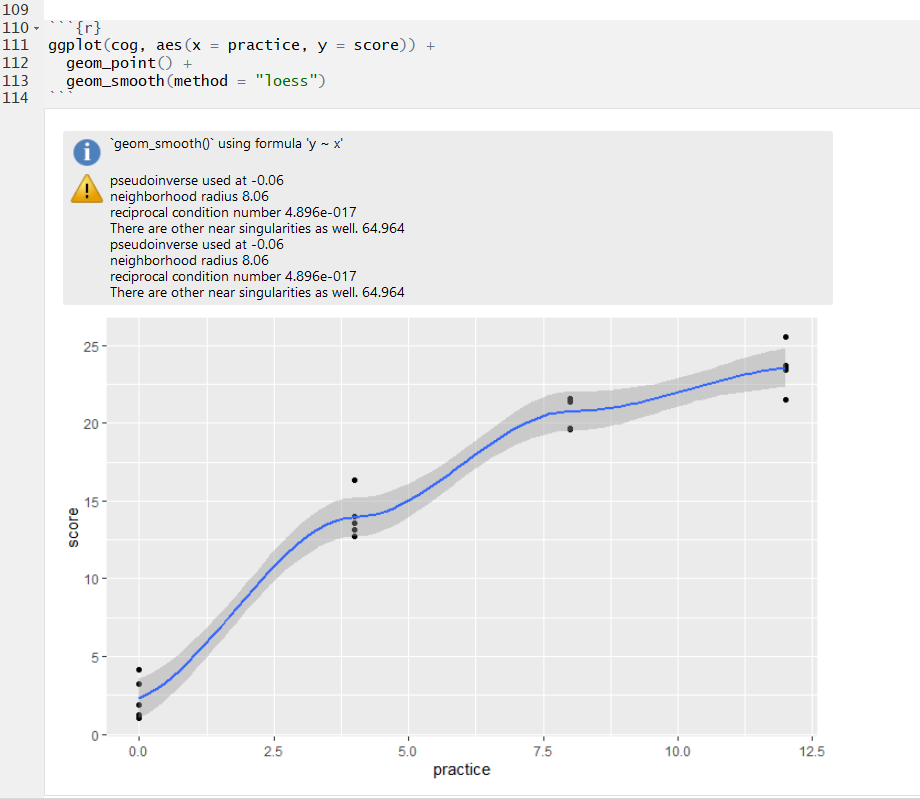 109
110 ```{r}
111 ggplot(cog, aes(x = practice, y = score)) +
112 geom_point() +
113 geom_smooth(method = "loess")
114 ```
`geom_smooth()` using formula 'y ~ x'
pseudoinverse used at -0.06
neighborhood radius 8.06
reciprocal condition number 4.896e-017
There are other near singularities as well. 64.964
pseudoinverse used at -0.06
neighborhood radius 8.06
reciprocal condition number 4.896e-017
There are other near singularities as well. 64.964
25
20
15
10
5
0
score
0.0 2.5 5.0 7.5 10.0 12.5
practice